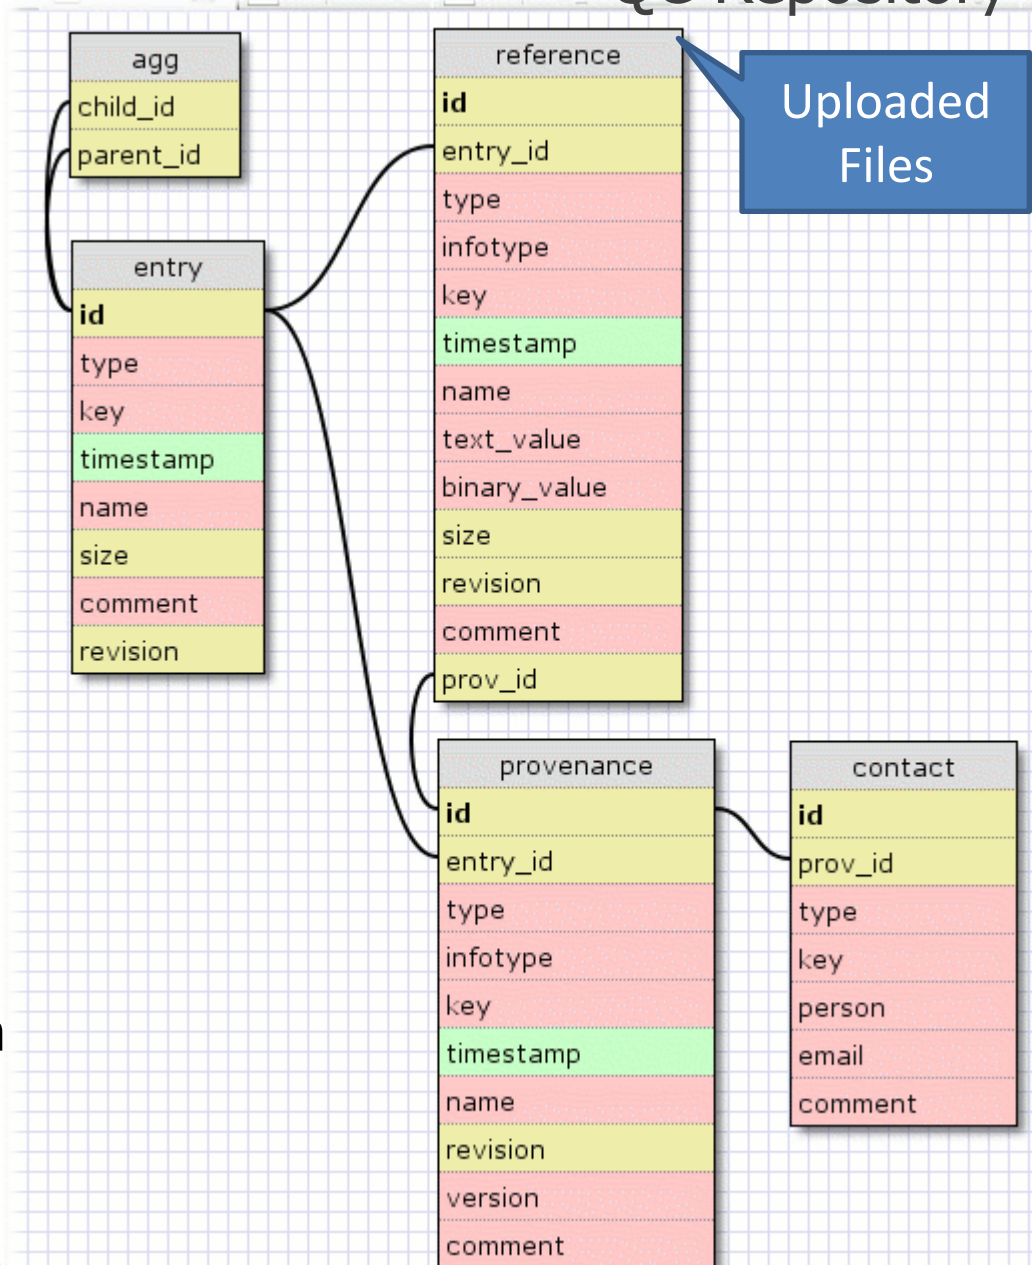 Repository
agg
child_id
parent_id
entry
id
type
key
timestamp
name
size
comment
revision
reference
id
entry_id
type
infotype
key
timestamp
name
text_value
binary_value
size
revision
comment
prov_id
Uploaded
Files
provenance
id
entry_id
type
infotype
key
timestamp
name
revision
version
comment
contact
id
prov_id
type
key
person
email
comment